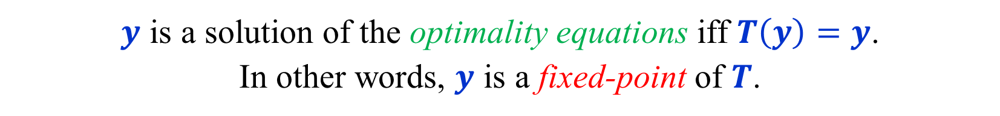 y is a solution of the optimality equations iff T(y) = y.
In other words, y is a fixed-point of T.